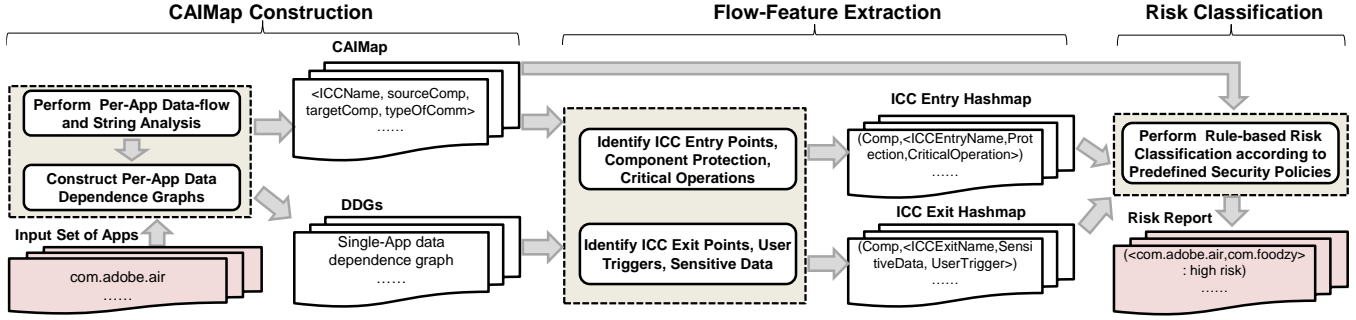 CAIMap Construction
Flow-Feature Extraction
Risk Classification
CAIMap
<ICCName, sourceComp,
targetComp, typeOfComm>
……
Perform  Per-App Data-flow
and String Analysis
Construct Per-App Data
Dependence Graphs
Input Set of Apps
com.adobe.air
……
DDGs
Single-App data
dependence graph
……
Identify ICC Entry Points,
Component Protection,
Critical Operations
Identify ICC Exit Points, User
Triggers, Sensitive Data
ICC Entry Hashmap
(Comp,<ICCEntryName,Prot
ection,CriticalOperation>)
……
ICC Exit Hashmap
(Comp,<ICCExitName,Sensi
tiveData, UserTrigger>)
……
Perform  Rule-based Risk
Classification according to
Predefined Security Policies
Risk Report
(<com.adobe.air,com.foodzy>
: high risk)
……